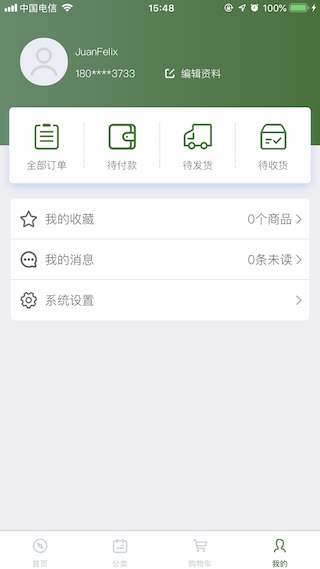 中国电信 15:48 100%
JuanFelix
180****3733 编辑资料
全部订单 待付款 待发货 待收货
我的收藏 0个商品
我的消息 0条未读
系统设置
首页 分类 购物车 我的